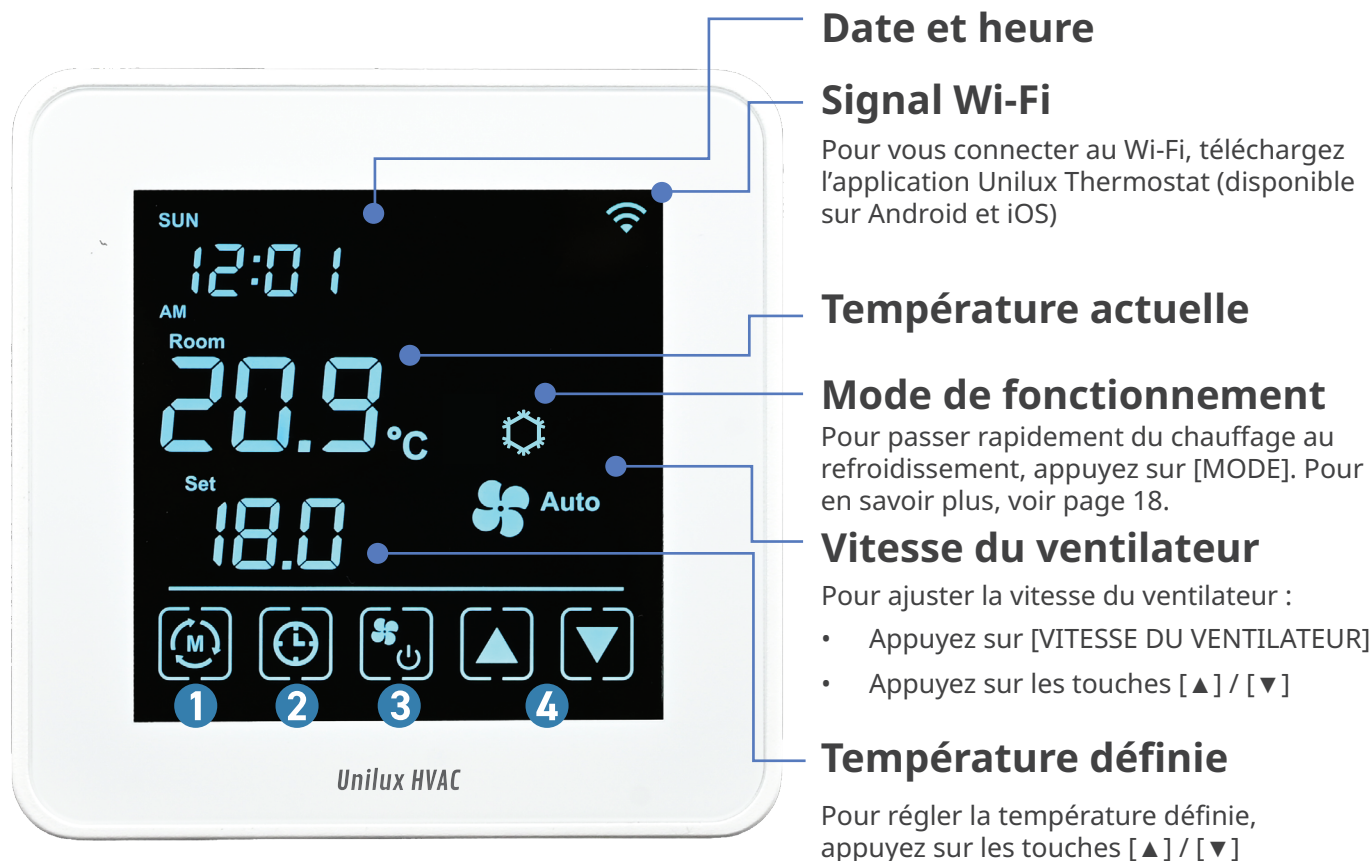 Date et heure
Signal Wi-Fi
Pour vous connecter au Wi-Fi, téléchargez
l’application Unilux Thermostat (disponible
sur Android et iOS)
Température actuelle
Mode de fonctionnement
Pour passer rapidement du chauffage au
refroidissement, appuyez sur [MODE]. Pour
en savoir plus, voir page 18.
Vitesse du ventilateur
Pour ajuster la vitesse du ventilateur :
• Appuyez sur [VITESSE DU VENTILATEUR]
• Appuyez sur les touches [▲] / [▼]
Température définie
Pour régler la température définie,
appuyez sur les touches [▲] / [▼]
SUN
12:01
AM
Room
20.9 °C
Set
18.0
Auto
M
1 2 3 4
Unilux HVAC